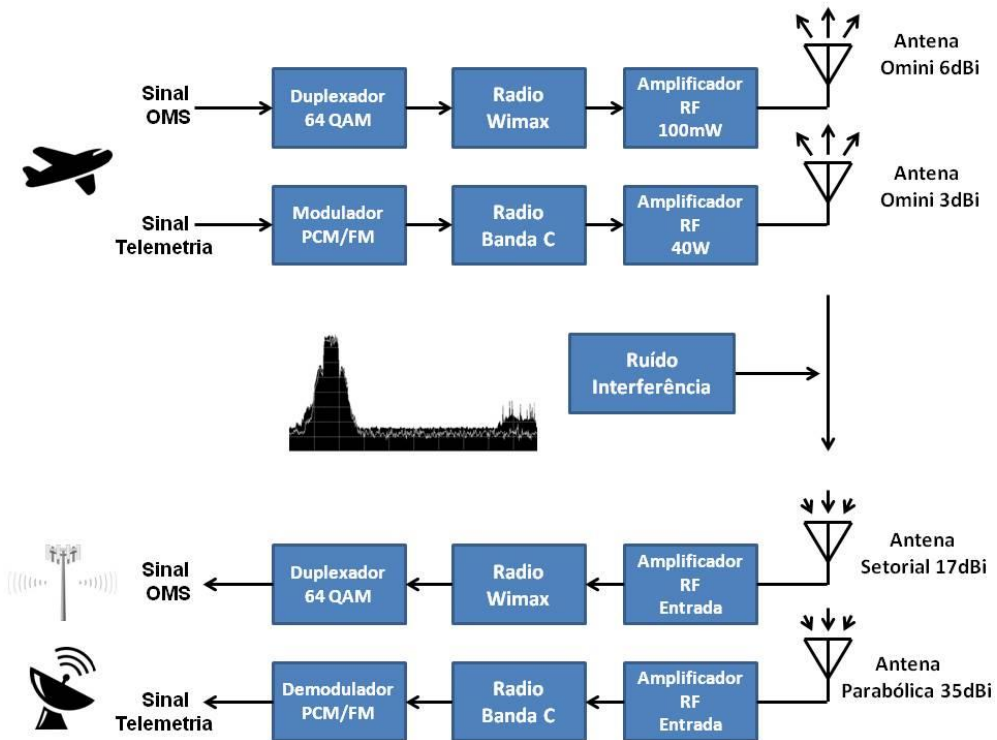 Sinal
OMS
Duplexador
64 QAM
Radio
Wimax
Amplificador
RF
100mW
Antena
Omini 6dBi
Sinal
Telemetria
Modulador
PCM/FM
Radio
Banda C
Amplificador
RF
40W
Antena
Omini 3dBi
Ruído
Interferência
Sinal
OMS
Duplexador
64 QAM
Radio
Wimax
Amplificador
RF
Entrada
Antena
Setorial 17dBi
Sinal
Telemetria
Demodulador
PCM/FM
Radio
Banda C
Amplificador
RF
Entrada
Antena
Parabólica 35dBi